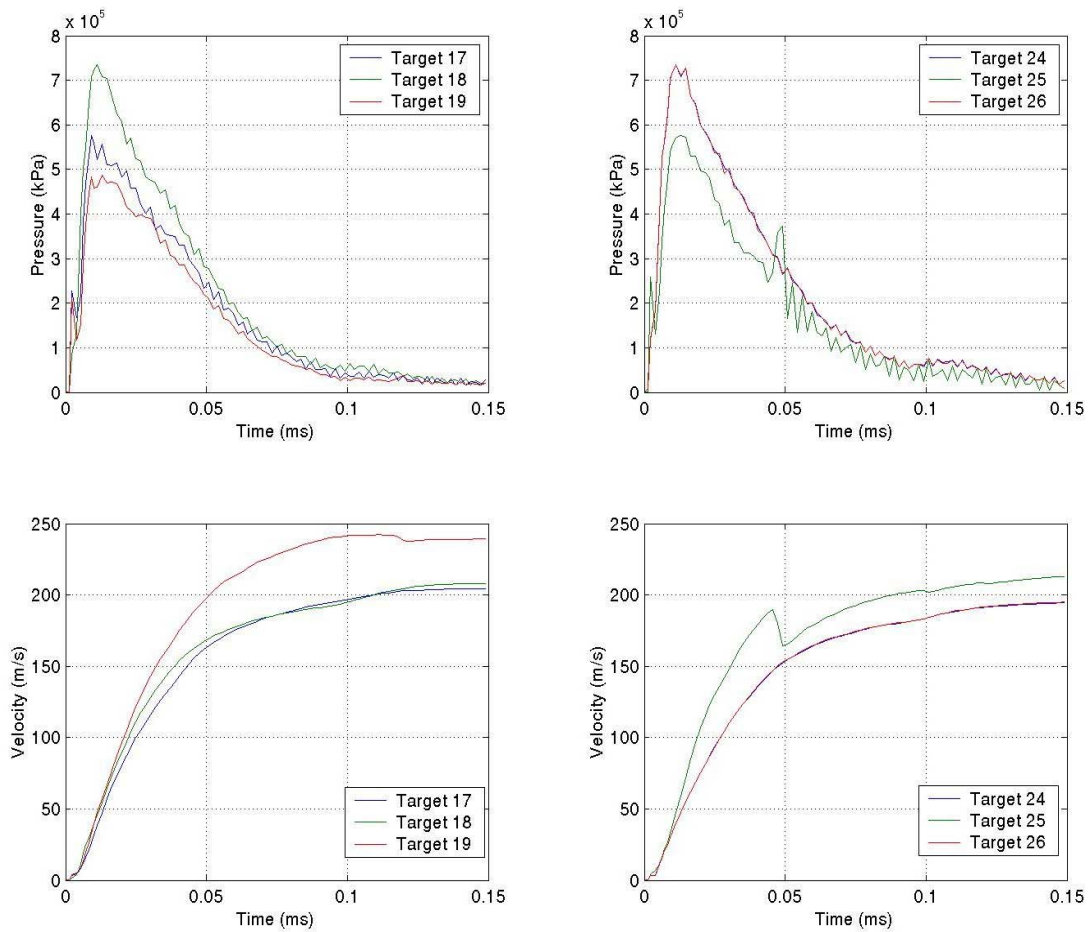 x 10⁵
8
7
6
5
4
3
2
1
0
Pressure (kPa)
0 0.05 0.1 0.15
Time (ms)
Target 17
Target 18
Target 19
x 10⁵
8
7
6
5
4
3
2
1
0
Pressure (kPa)
0 0.05 0.1 0.15
Time (ms)
Target 24
Target 25
Target 26
250
200
150
100
50
0
Velocity (m/s)
0 0.05 0.1 0.15
Time (ms)
Target 17
Target 18
Target 19
250
200
150
100
50
0
Velocity (m/s)
0 0.05 0.1 0.15
Time (ms)
Target 24
Target 25
Target 26